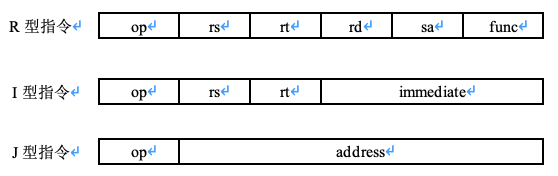 R 型指令 op rs rt rd sa func
I 型指令 op rs rt immediate
J 型指令 op address